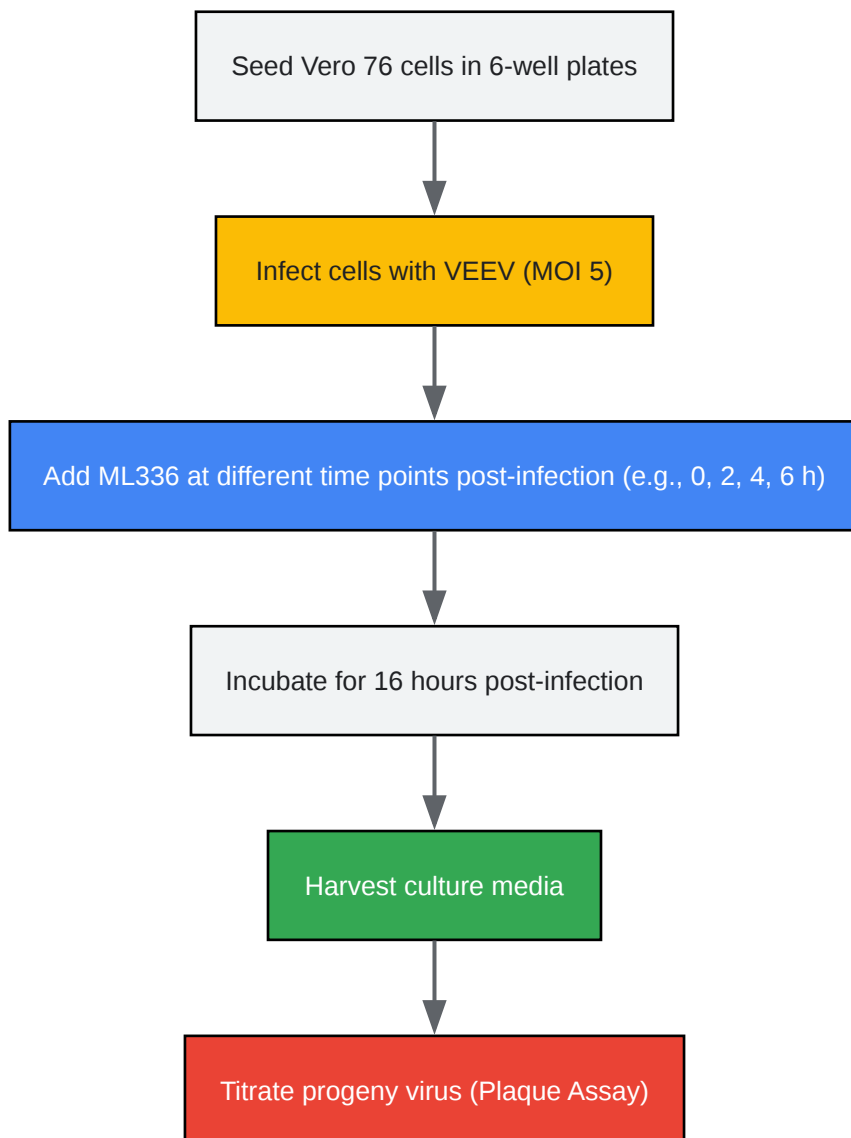 Seed Vero 76 cells in 6-well plates
Infect cells with VEEV (MOI 5)
Add ML336 at different time points post-infection (e.g., 0, 2, 4, 6 h)
Incubate for 16 hours post-infection
Harvest culture media
Titrate progeny virus (Plaque Assay)